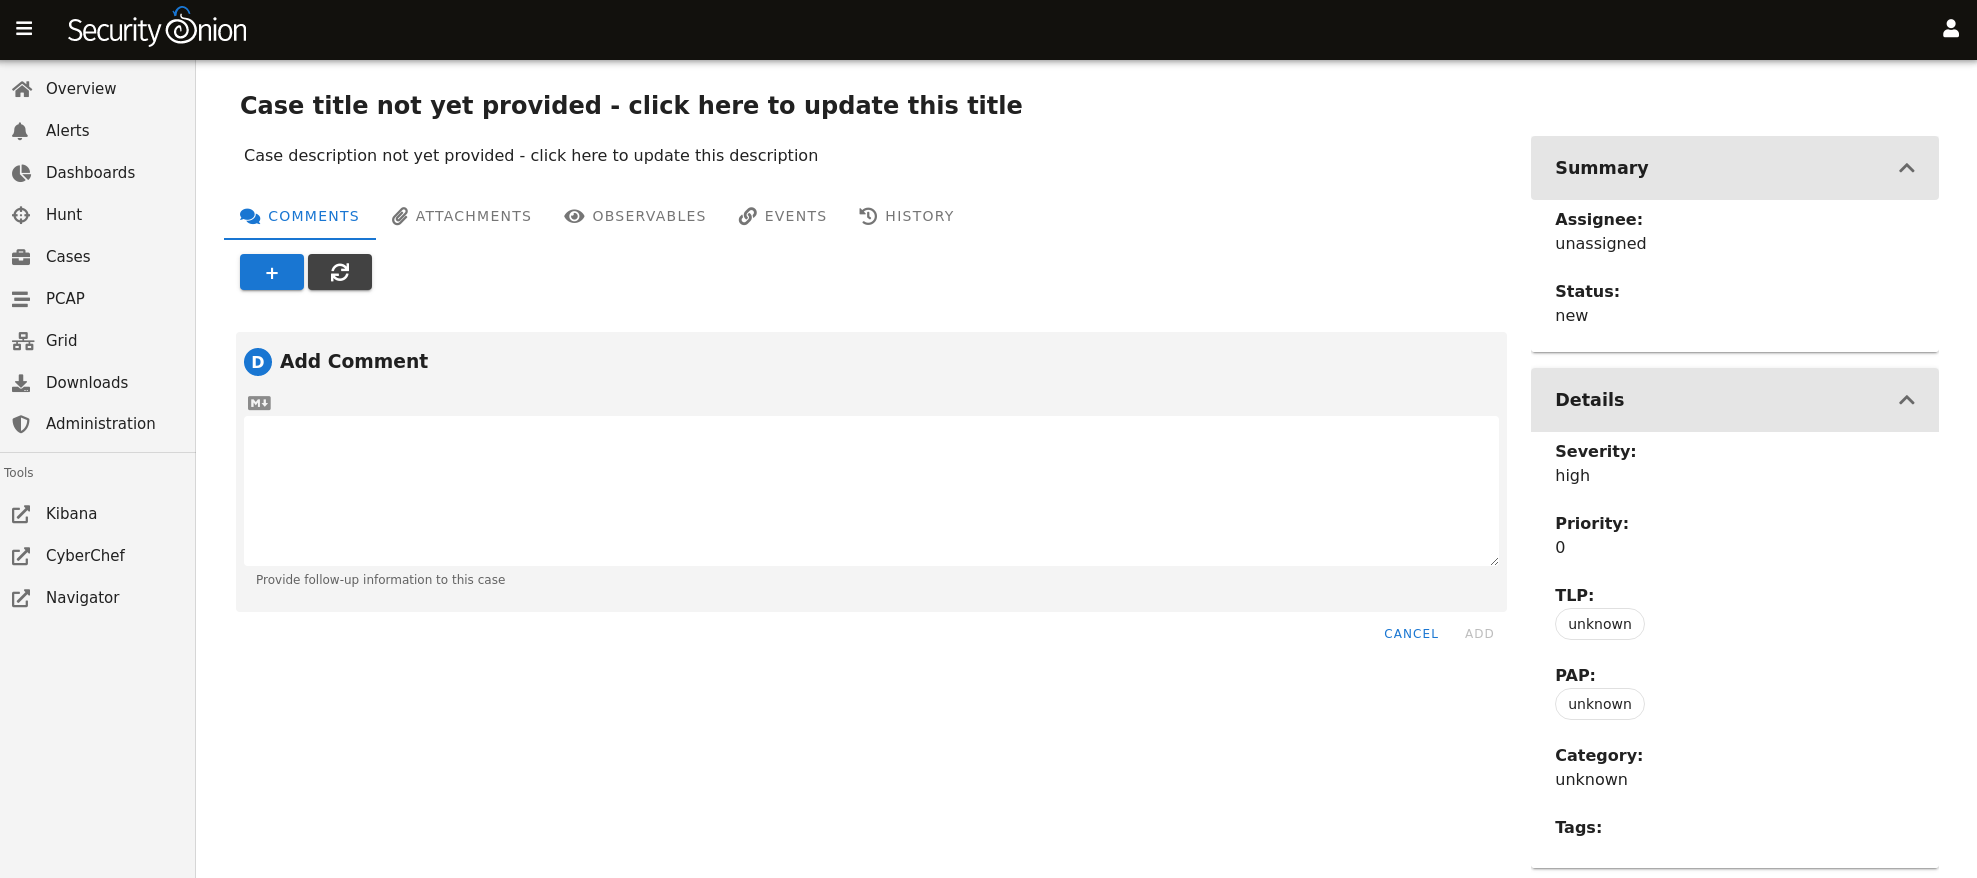 Security Onion
Overview
Alerts
Dashboards
Hunt
Cases
PCAP
Grid
Downloads
Administration
Tools
Kibana
CyberChef
Navigator
Case title not yet provided - click here to update this title
Case description not yet provided - click here to update this description
COMMENTS ATTACHMENTS OBSERVABLES EVENTS HISTORY
+
D Add Comment
M
Provide follow-up information to this case
CANCEL ADD
Summary
Assignee:
unassigned
Status:
new
Details
Severity:
high
Priority:
0
TLP:
unknown
PAP:
unknown
Category:
unknown
Tags: